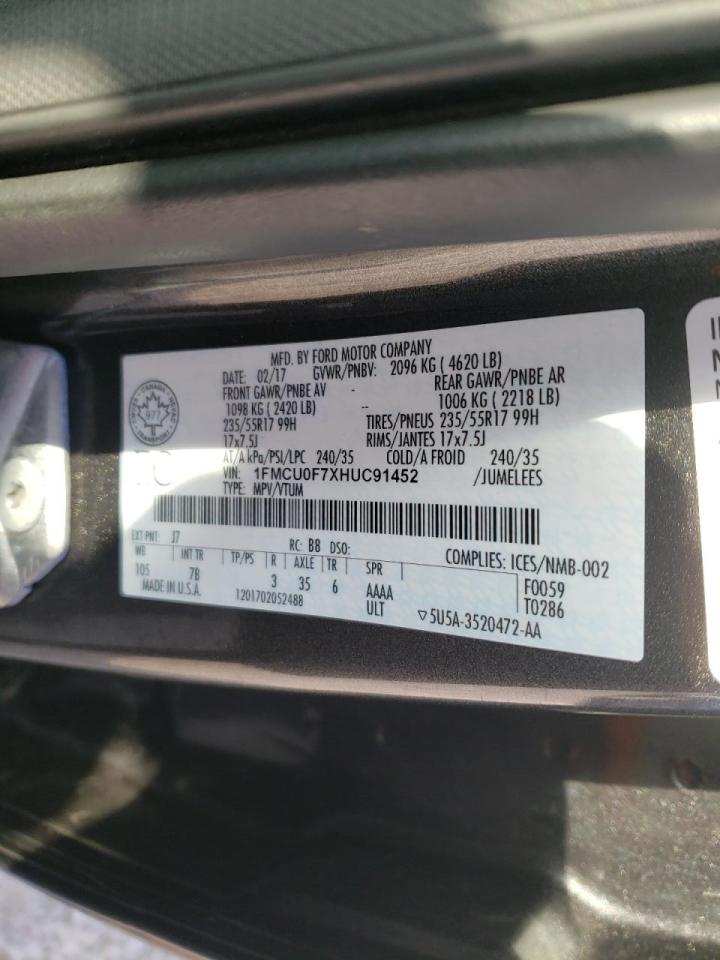 MFD. BY FORD MOTOR COMPANY
DATE: 02/17 GVWR/PNBV: 2096 KG ( 4620 LB)
FRONT GAWR/PNBE AV REAR GAWR/PNBE AR
1098 KG ( 2420 LB) 1006 KG ( 2218 LB)
235/55R17 99H TIRES/PNEUS 235/55R17 99H
17x7.5J RIMS/JANTES 17x7.5J
AT/A kPa/PSI/LPC 240/35 COLD/A FROID 240/35
VIN: 1FMCU0F7XHUC91452 /JUMELEES
TYPE: MPV/VTUM
CANADA
977
TRANSPORT
EXT PNT: J7 RC: B8 DSO: COMPLIES: ICES/NMB-002
WB INT TR TP/PS R AXLE TR SPR F0059
105 7B 3 35 6 AAAA T0286
MADE IN U.S.A. 1201702052488 ULT ▽5U5A-3520472-AA